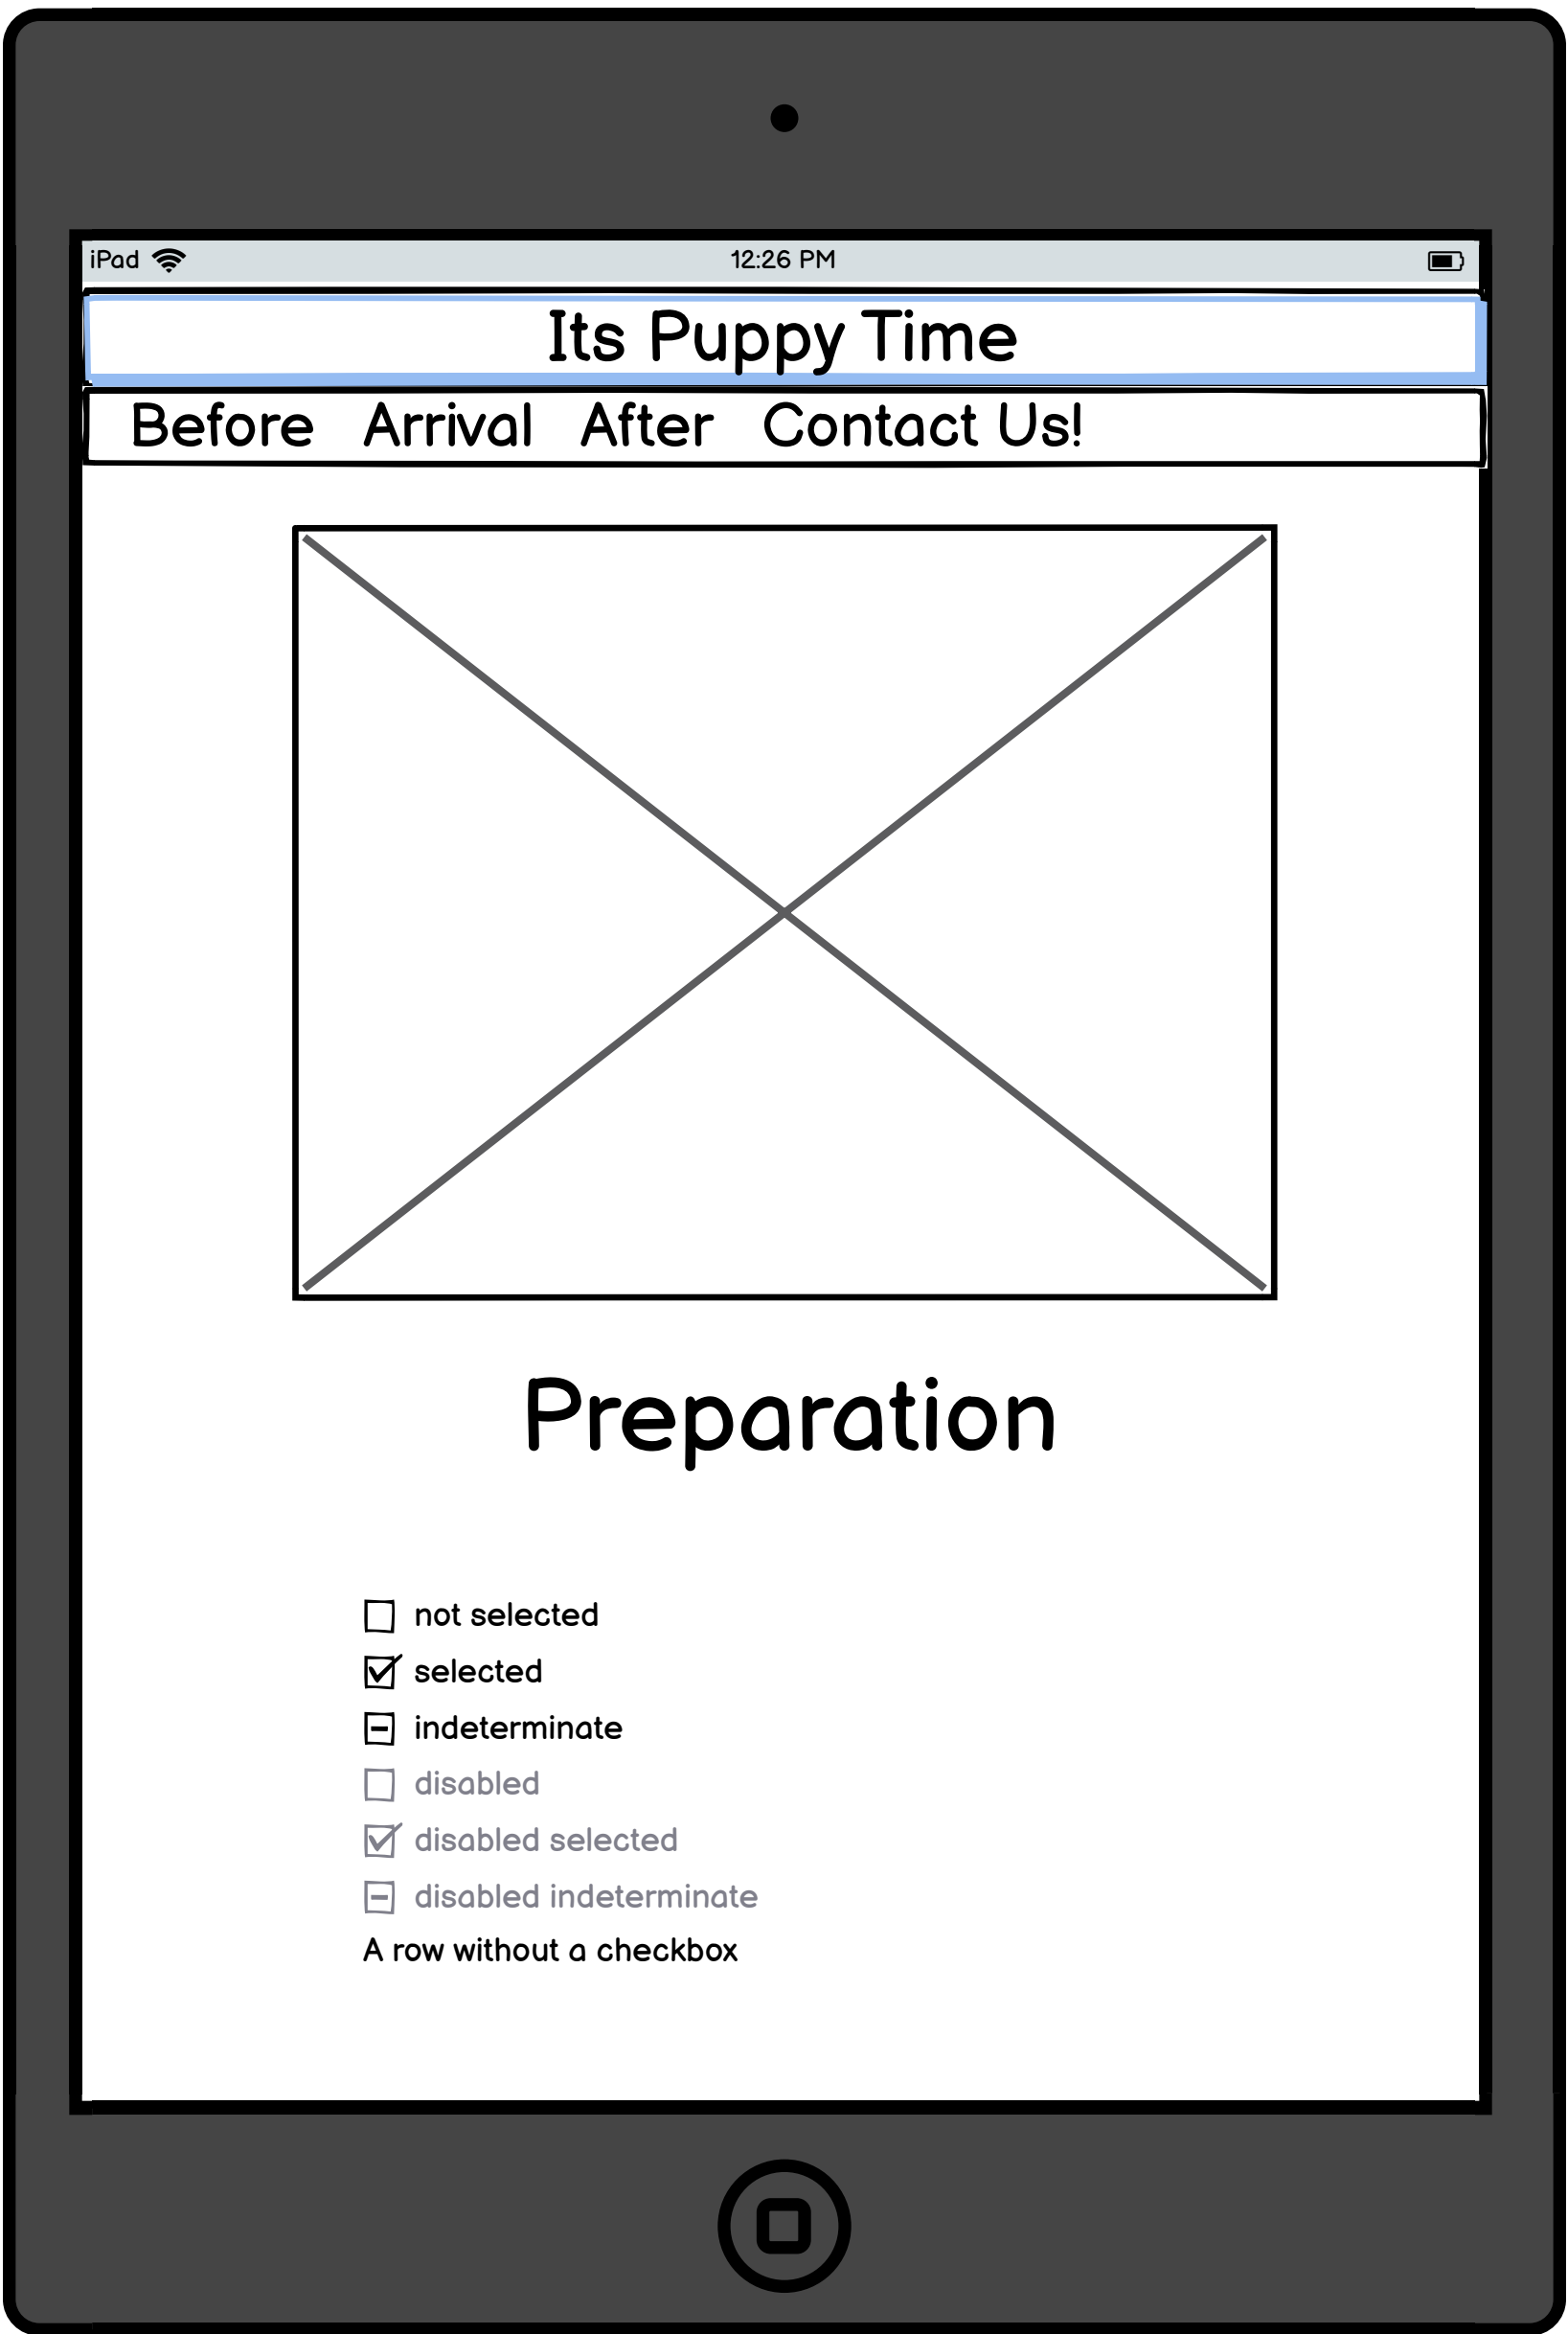 iPad 12:26 PM
Its Puppy Time
Before Arrival After Contact Us!
Preparation
not selected
selected
indeterminate
disabled
disabled selected
disabled indeterminate
A row without a checkbox